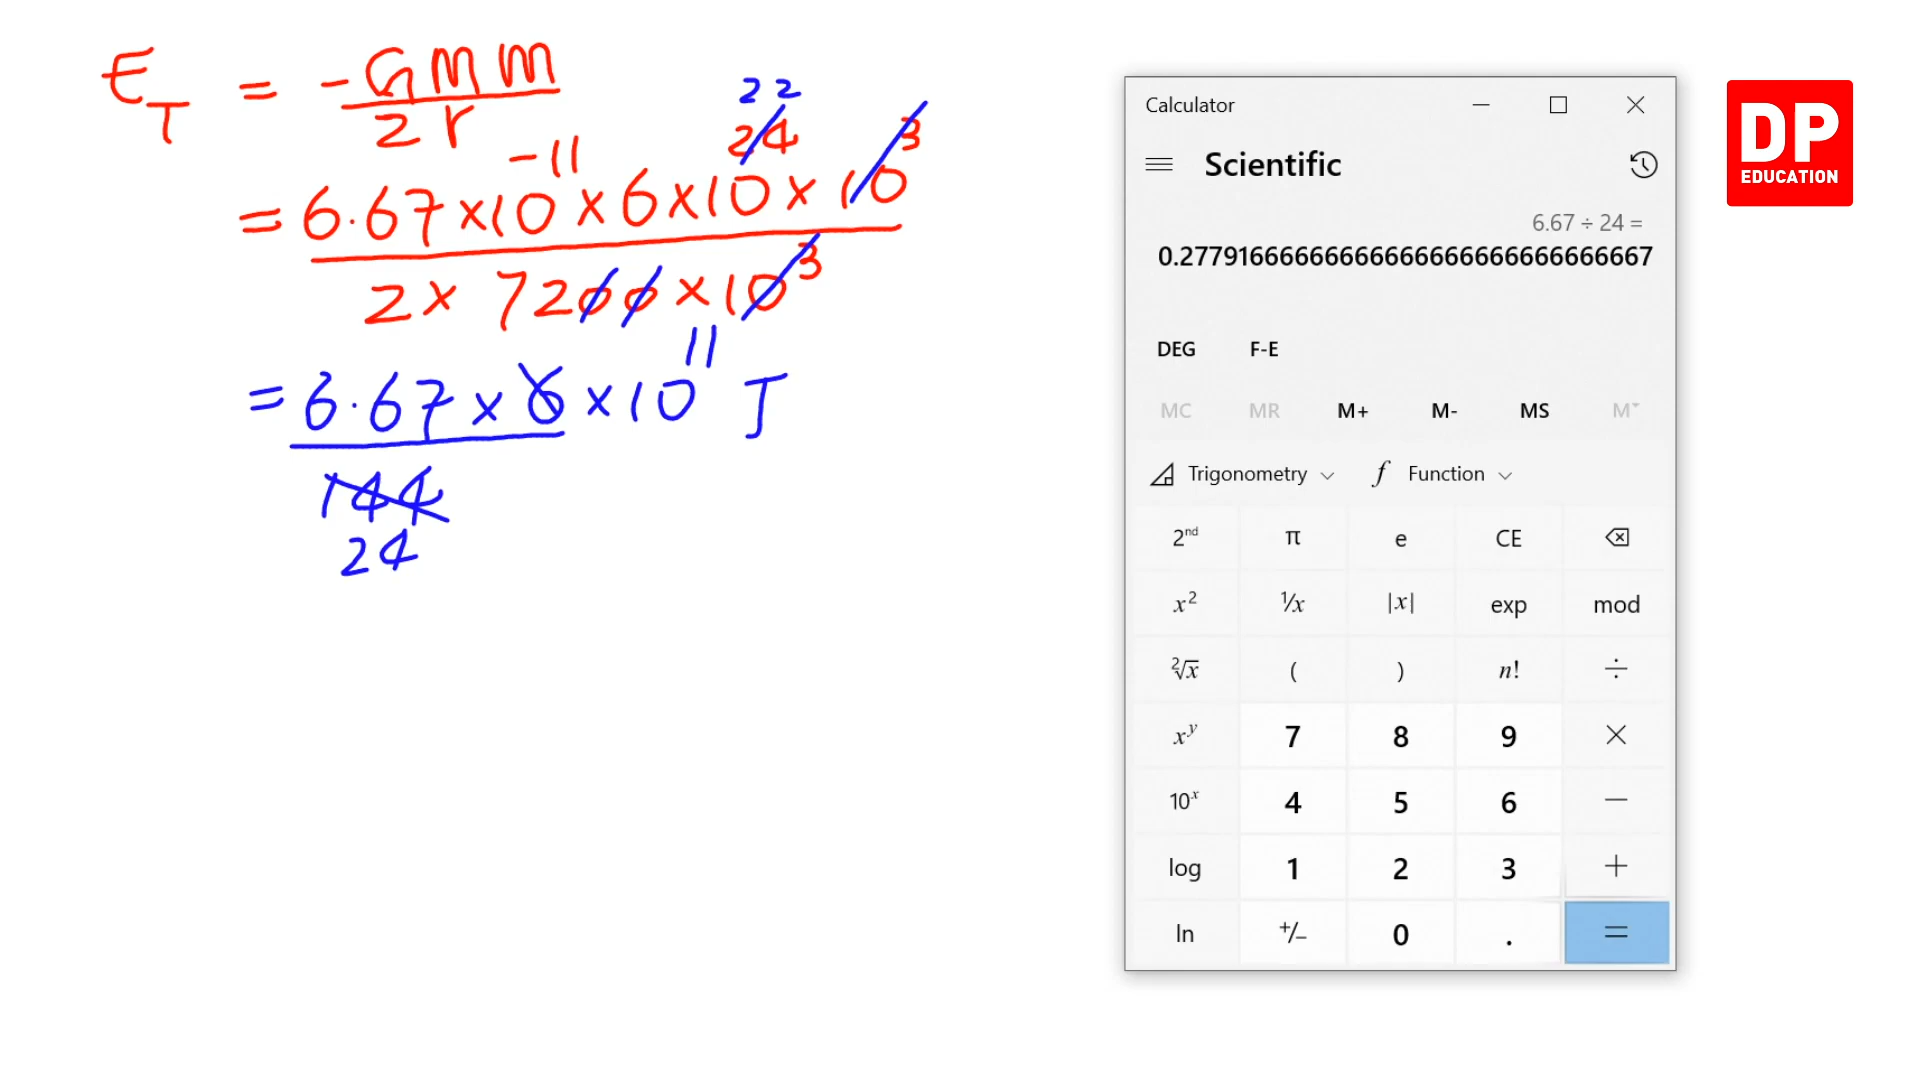 E_T = - GMm / 2r
= 6.67 × 10^-11 × 6 × 10^24 22 × 10^3 / 2 × 7200 × 10^3
= 6.67 × 6 × 10^11 J / 144
24
Calculator
Scientific
6.67 ÷ 24 =
0.27791666666666666666666666666667
DEG F-E
MC MR M+ M- MS M˅
Trigonometry f Function
2nd π e CE
x² ¹/x |x| exp mod
²√x ( ) n! ÷
x^y 7 8 9 ×
10^x 4 5 6 −
log 1 2 3 +
ln +/− 0 . =
DP
EDUCATION